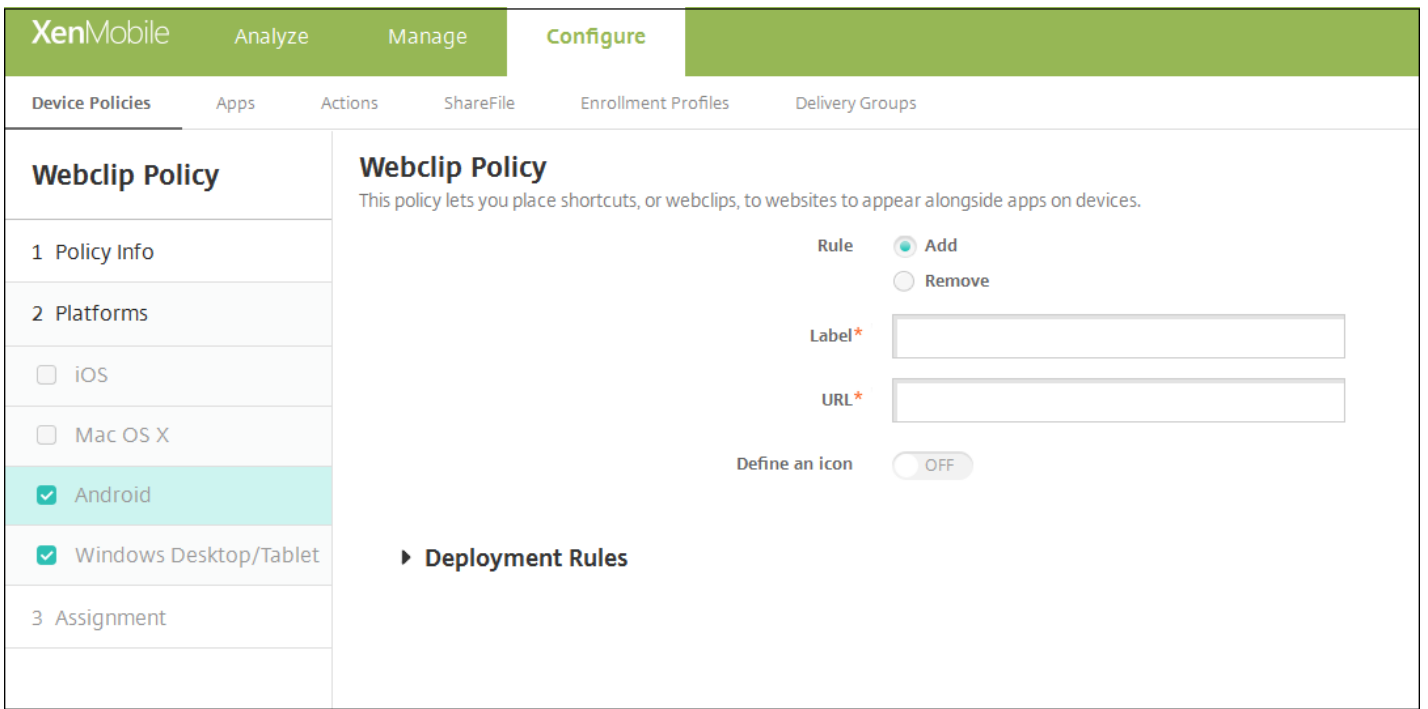 XenMobile Analyze Manage Configure
Device Policies Apps Actions ShareFile Enrollment Profiles Delivery Groups
Webclip Policy
1 Policy Info
2 Platforms
iOS
Mac OS X
Android
Windows Desktop/Tablet
3 Assignment
Webclip Policy
This policy lets you place shortcuts, or webclips, to websites to appear alongside apps on devices.
Rule Add
Remove
Label*
URL*
Define an icon OFF
Deployment Rules